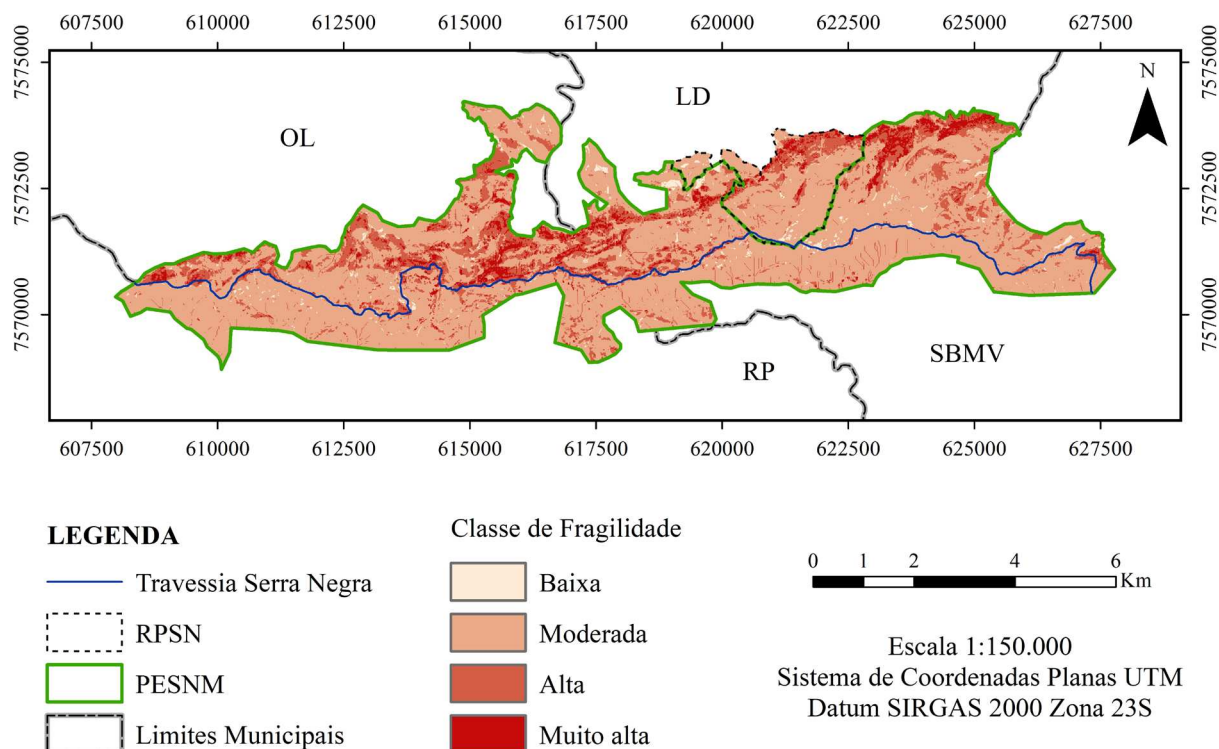 607500 610000 612500 615000 617500 620000 622500 625000 627500
7575000 7575000
N
LD
OL
7572500 7572500
7570000 7570000
SBMV
RP
607500 610000 612500 615000 617500 620000 622500 625000 627500
LEGENDA
Travessia Serra Negra
RPSN
PESNM
Limites Municipais
Classe de Fragilidade
Baixa
Moderada
Alta
Muito alta
0 1 2 4 6
Km
Escala 1:150.000
Sistema de Coordenadas Planas UTM
Datum SIRGAS 2000 Zona 23S